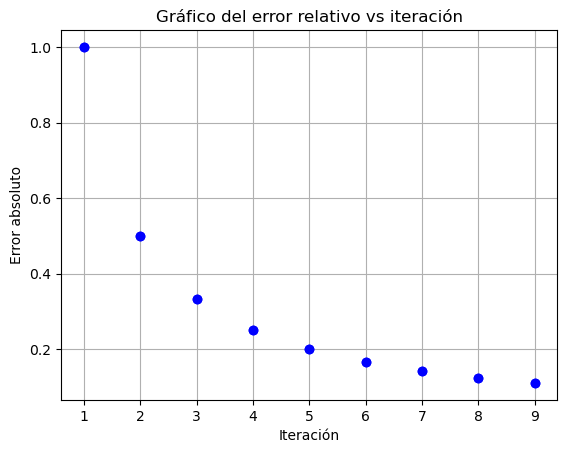 Gráfico del error relativo vs iteración
1.0
0.8
0.6
0.4
0.2
Error absoluto
1 2 3 4 5 6 7 8 9
Iteración